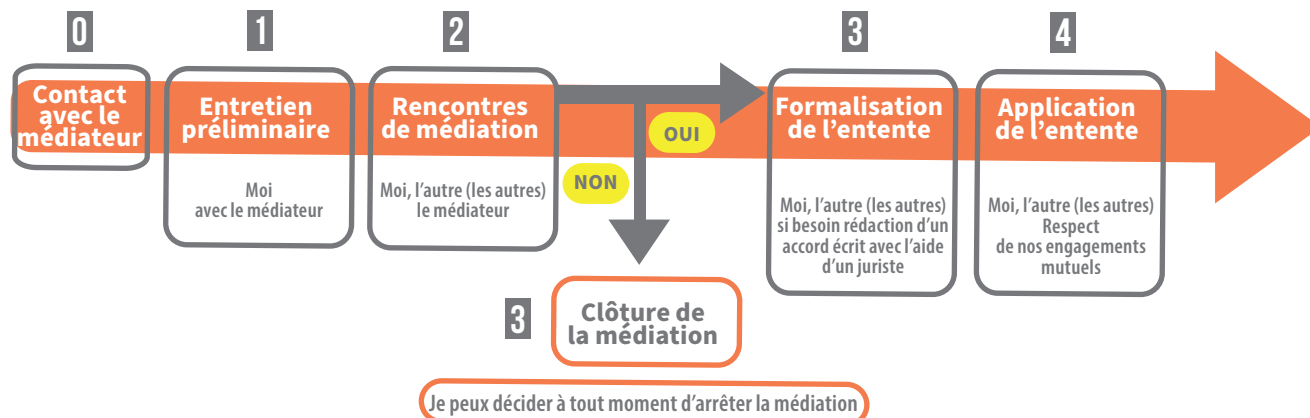 0
Contact
avec le
médiateur
1
Entretien
préliminaire
Moi
avec le médiateur
2
Rencontres
de médiation
Moi, l’autre (les autres)
le médiateur
OUI
NON
3
Formalisation
de l’entente
Moi, l’autre (les autres)
si besoin rédaction d’un
accord écrit avec l’aide
d’un juriste
4
Application
de l’entente
Moi, l’autre (les autres)
Respect
de nos engagements
mutuels
3
Clôture de
la médiation
Je peux décider à tout moment d’arrêter la médiation